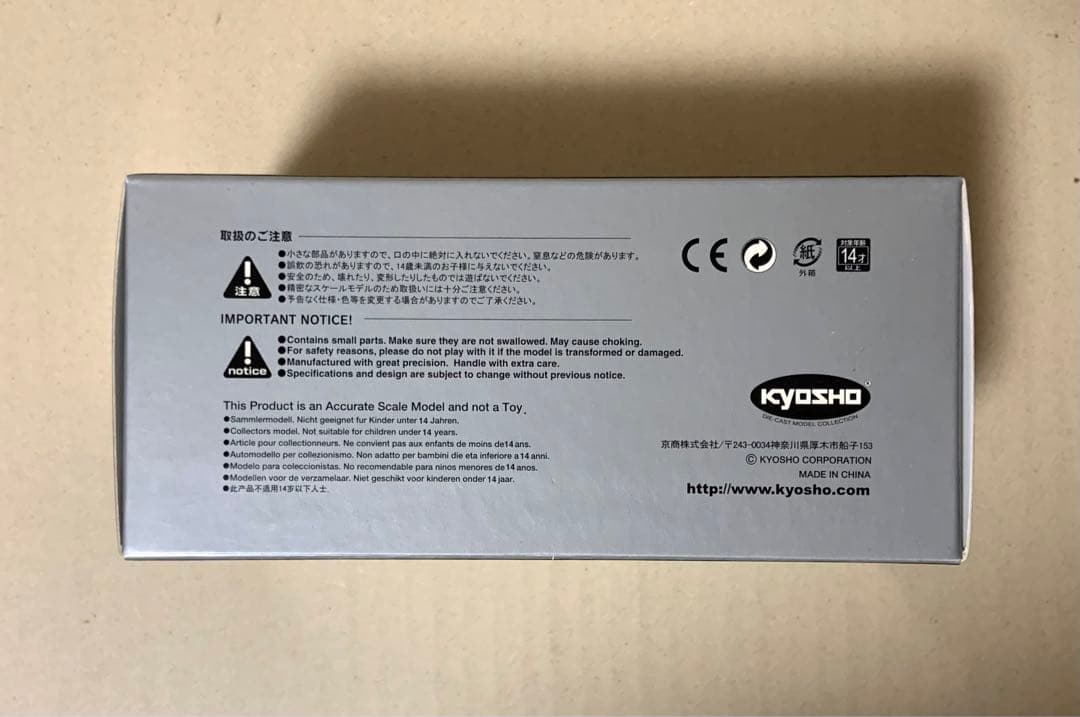 取扱のご注意
注意
●小さな部品がありますので、口の中に絶対に入れないでください。窒息などの危険があります。
●誤飲の恐れがありますので、14歳未満のお子様に与えないでください。
●安全のため、壊れたり、変形したりしたものでは遊ばないでください。
●精密なスケールモデルのため取扱いには十分ご注意ください。
●予告なく仕様・色等を変更する場合がありますのでご了承ください。
IMPORTANT NOTICE!
notice
●Contains small parts. Make sure they are not swallowed. May cause choking.
●For safety reasons, please do not play with it if the model is transformed or damaged.
●Manufactured with great precision. Handle with extra care.
●Specifications and design are subject to change without previous notice.
This Product is an Accurate Scale Model and not a Toy.
●Sammlermodell. Nicht geeignet fur Kinder unter 14 Jahren.
●Collectors model. Not suitable for children under 14 years.
●Article pour collectionneurs. Ne convient pas aux enfants de moins de14 ans.
●Automodello per collezionismo. Non adatto per bambini die eta inferiore a 14 anni.
●Modelo para coleccionistas. No recomendable para ninos menores de 14 anos.
●Modellen voor de verzamelaar. Niet geschikt voor kinderen onder 14 jaar.
●此产品不适用14岁以下人士
CE
紙
外箱
対象年齢
14才
以上
KYOSHO
DIE-CAST MODEL COLLECTION
京商株式会社/〒243-0034神奈川県厚木市船子153
© KYOSHO CORPORATION
MADE IN CHINA
http://www.kyosho.com